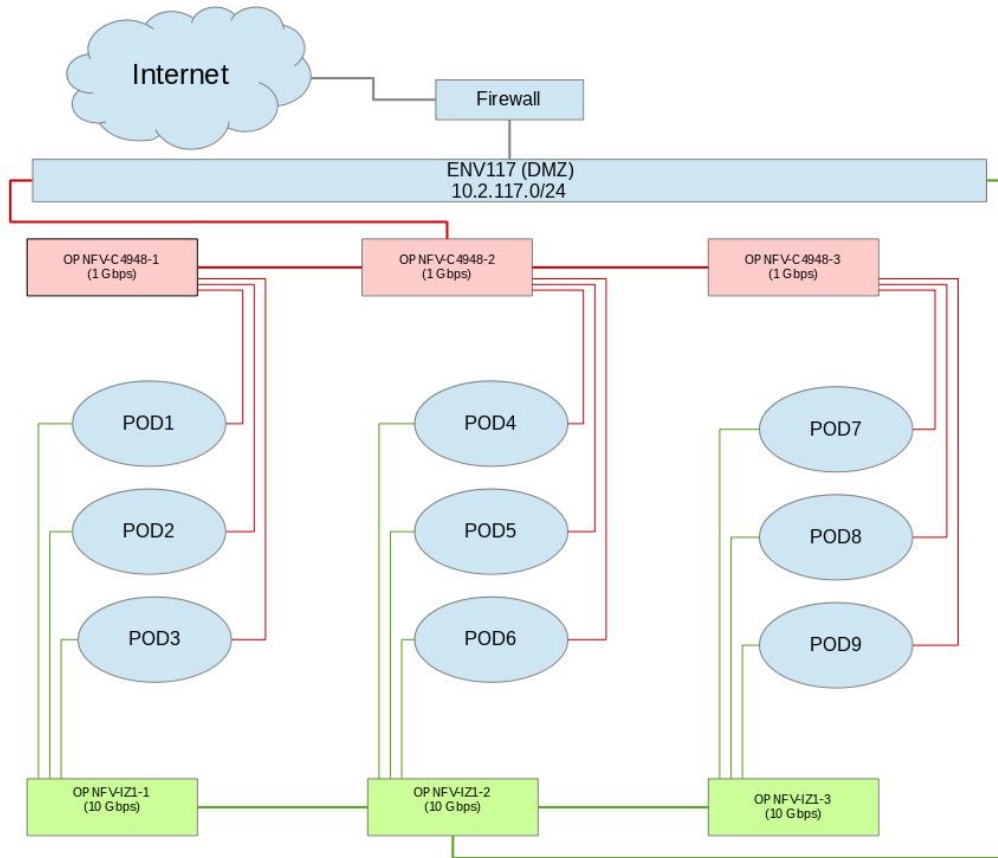 Internet
Firewall
ENV117 (DMZ)
10.2.117.0/24
OPNFV-C4948-1
(1 Gbps)
OPNFV-C4948-2
(1 Gbps)
OPNFV-C4948-3
(1 Gbps)
POD1
POD4
POD7
POD2
POD5
POD8
POD3
POD6
POD9
OPNFV-IZ1-1
(10 Gbps)
OPNFV-IZ1-2
(10 Gbps)
OPNFV-IZ1-3
(10 Gbps)